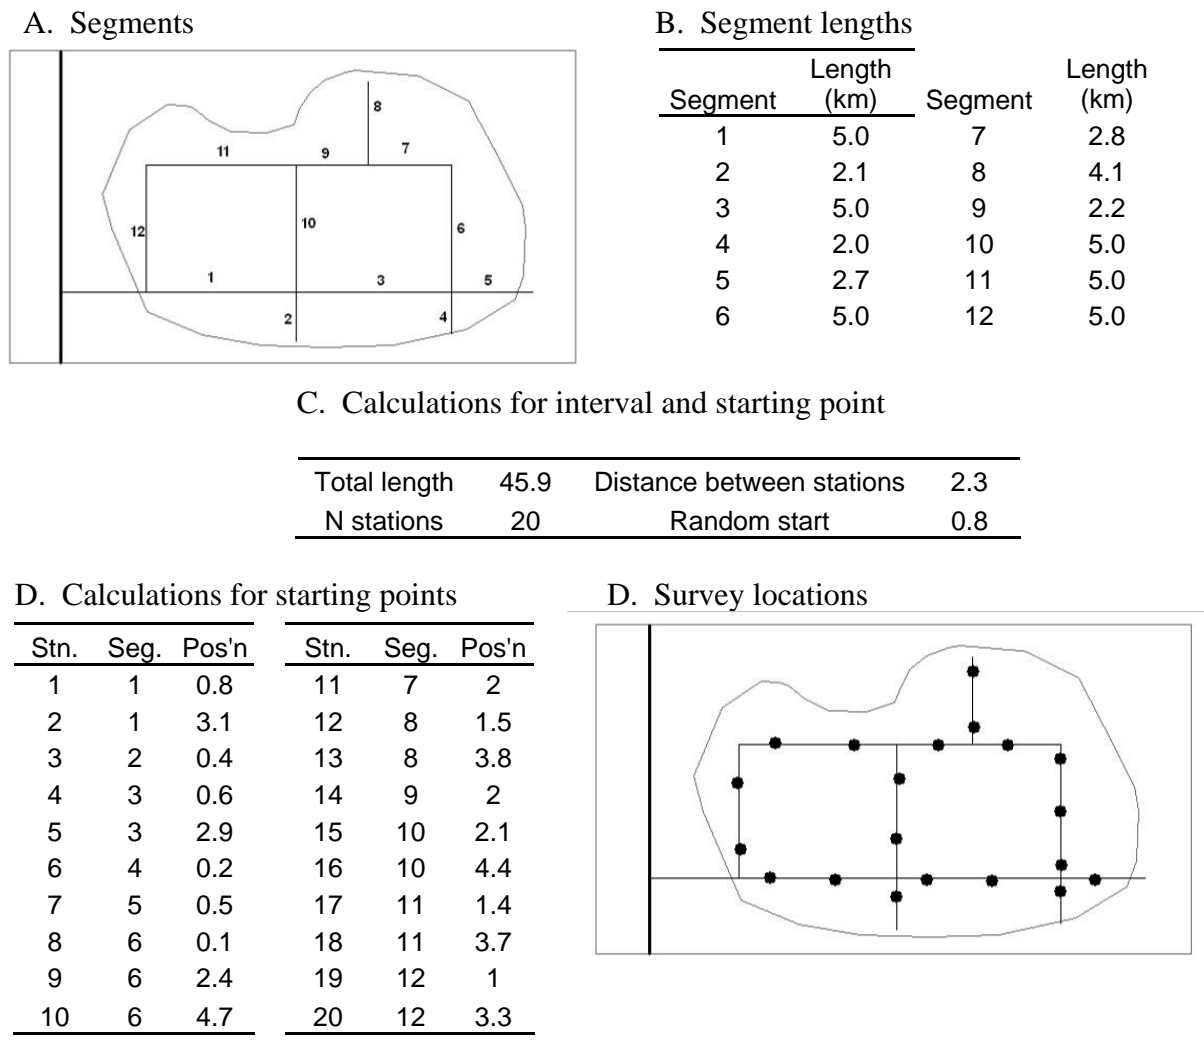 A. Segments
8
11
9
7
12
10
6
1
3
5
2
4
B. Segment lengths
Segment Length (km) Segment Length (km)
1 5.0 7 2.8
2 2.1 8 4.1
3 5.0 9 2.2
4 2.0 10 5.0
5 2.7 11 5.0
6 5.0 12 5.0
C. Calculations for interval and starting point
Total length 45.9 Distance between stations 2.3
N stations 20 Random start 0.8
D. Calculations for starting points
Stn. Seg. Pos'n Stn. Seg. Pos'n
1 1 0.8 11 7 2
2 1 3.1 12 8 1.5
3 2 0.4 13 8 3.8
4 3 0.6 14 9 2
5 3 2.9 15 10 2.1
6 4 0.2 16 10 4.4
7 5 0.5 17 11 1.4
8 6 0.1 18 11 3.7
9 6 2.4 19 12 1
10 6 4.7 20 12 3.3
D. Survey locations